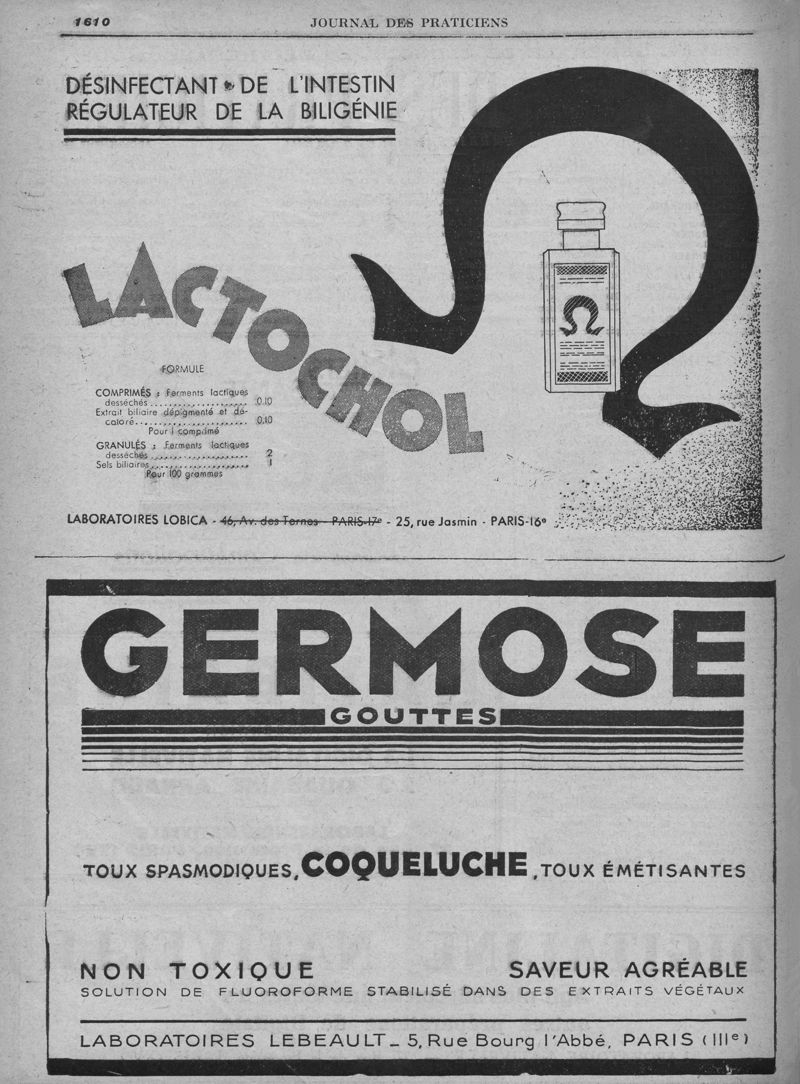 1610
JOURNAL DES PRATICIENS
DÉSINFECTANT DE L'INTESTIN
RÉGULATEUR DE LA BILIGÉNIE
LACTOCHOL
FORMULE
COMPRIMÉS : Ferments lactiques
desséchés........................ 0.10
Extrait biliaire dépigmenté et dé-
coloré........................ 0.10
Pour 1 comprimé
GRANULÉS : Ferments lactiques
desséchés........................ 2
Sels biliaires........................ 1
Pour 100 grammes
LABORATOIRES LOBICA - 46, Av. des Ternes - PARIS-17e - 25, rue Jasmin - PARIS-16e
GERMOSE
GOUTTES
TOUX SPASMODIQUES, COQUELUCHE, TOUX ÉMÉTISANTES
NON TOXIQUE SAVEUR AGRÉABLE
SOLUTION DE FLUOROFORME STABILISÉ DANS DES EXTRAITS VÉGÉTAUX
LABORATOIRES LEBEAULT_ 5, Rue Bourg l'Abbé, PARIS (IIIe)